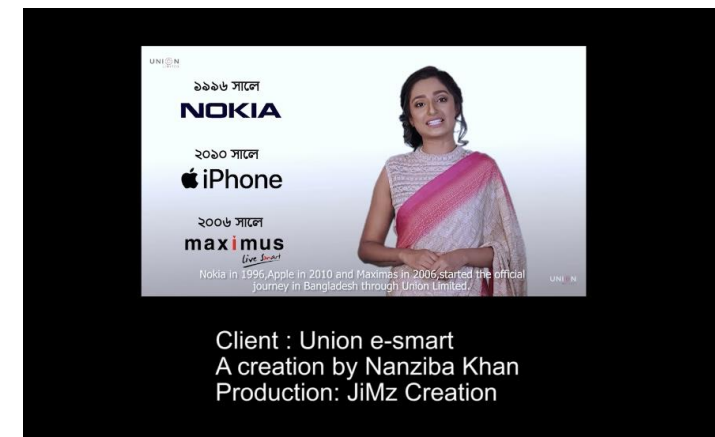 UNION
১৯৯৬ সালে
NOKIA
২০১০ সালে
iPhone
২০০৬ সালে
maximus
Live Smart
Nokia in 1996,Apple in 2010 and Maximas in 2006,started the official
journey in Bangladesh through Union Limited.
UNION
Client : Union e-smart
A creation by Nanziba Khan
Production: JiMz Creation